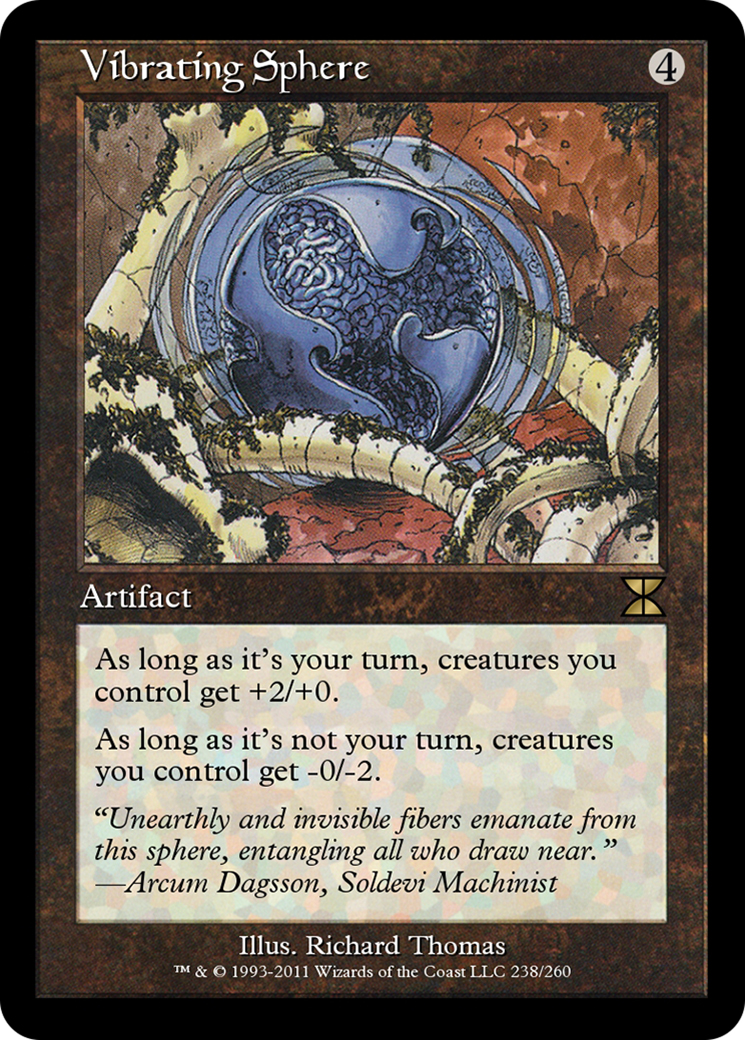 Vibrating Sphere
4
Artifact
As long as it's your turn, creatures you
control get +2/+0.
As long as it's not your turn, creatures
you control get -0/-2.
“Unearthly and invisible fibers emanate from
this sphere, entangling all who draw near.”
—Arcum Dagsson, Soldevi Machinist
Illus. Richard Thomas
™ & © 1993-2011 Wizards of the Coast LLC 238/260